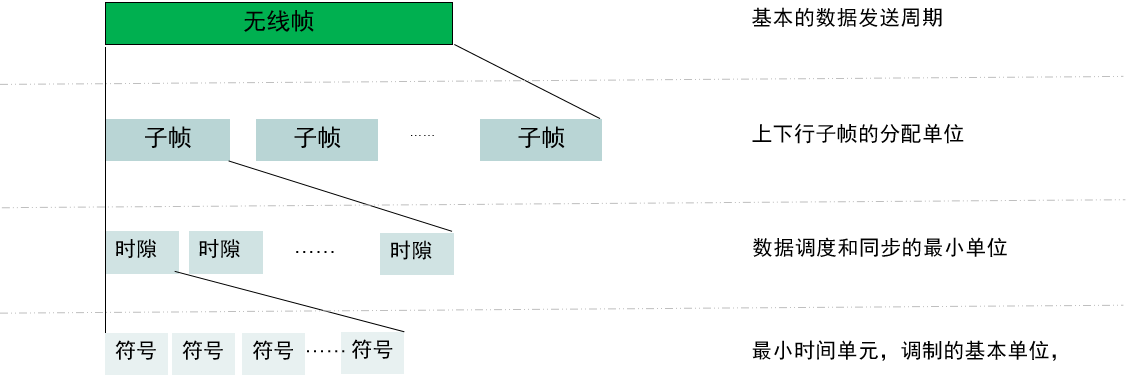 无线帧 基本的数据发送周期
子帧 子帧 …… 子帧 上下行子帧的分配单位
时隙 时隙 …… 时隙 数据调度和同步的最小单位
符号 符号 符号 …… 符号 最小时间单元，调制的基本单位，